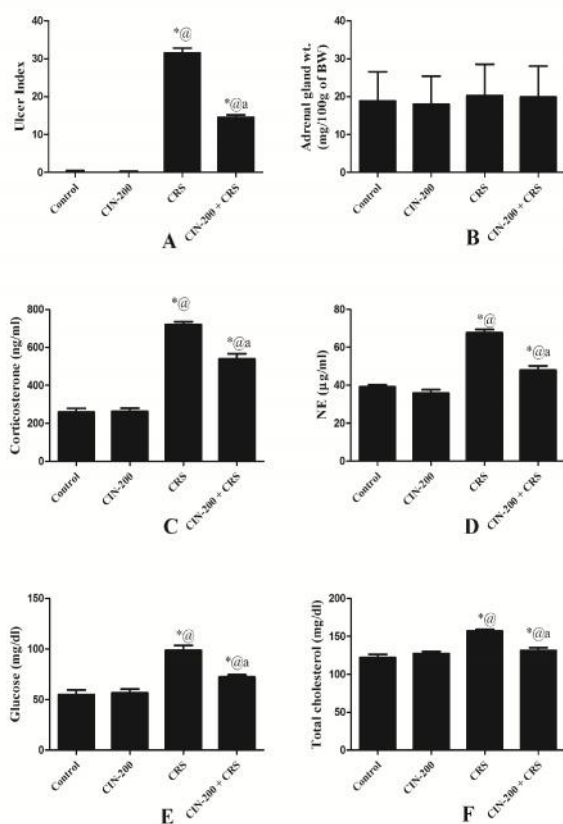 Ulcer Index
40
30
20
10
0
*@
*@a
Control
CIN-200
CRS
CIN-200 + CRS
A
Adrenal gland wt.
(mg/100g of BW)
40
30
20
10
0
Control
CIN-200
CRS
CIN-200 + CRS
B
Corticosterone (ng/ml)
800
600
400
200
0
*@
*@a
Control
CIN-200
CRS
CIN-200 + CRS
C
NE (µg/ml)
80
60
40
20
0
*@
*@a
Control
CIN-200
CRS
CIN-200 + CRS
D
Glucose (mg/dl)
150
100
50
0
*@
*@a
Control
CIN-200
CRS
CIN-200 + CRS
E
Total cholesterol (mg/dl)
200
150
100
50
0
*@
*@a
Control
CIN-200
CRS
CIN-200 + CRS
F